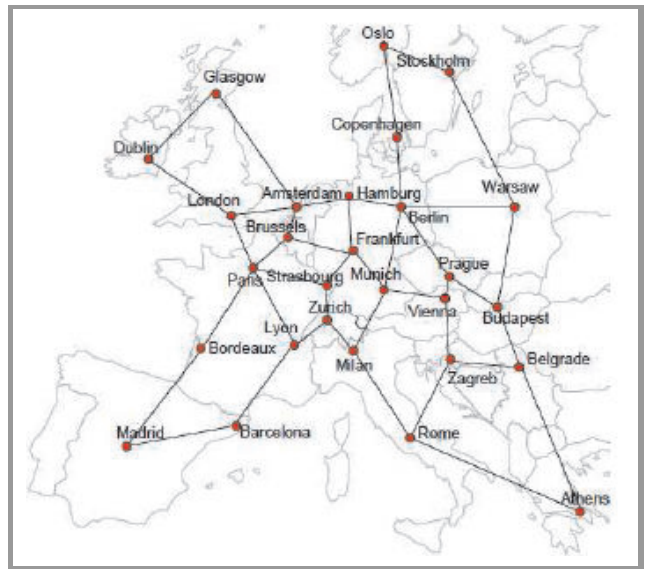 Oslo
Stockholm
Glasgow
Copenhagen
Dublin
Amsterdam
Hamburg
Warsaw
London
Berlin
Brussels
Frankfurt
Prague
Paris
Strasbourg
Munich
Zurich
Vienna
Budapest
Lyon
Bordeaux
Milan
Belgrade
Zagreb
Madrid
Barcelona
Rome
Athens